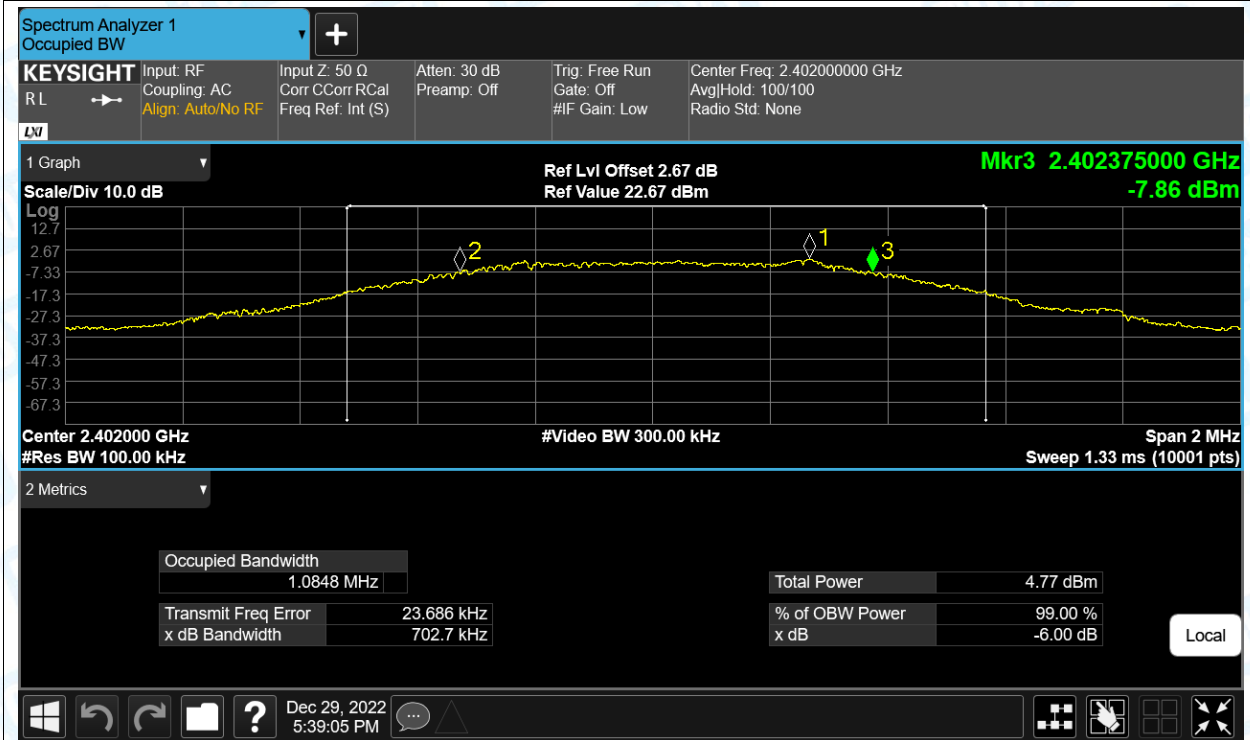 Spectrum Analyzer 1
Occupied BW
+
KEYSIGHT
R L
LXI
Input: RF
Coupling: AC
Align: Auto/No RF
Input Z: 50 Ω
Corr CCorr RCal
Freq Ref: Int (S)
Atten: 30 dB
Preamp: Off
Trig: Free Run
Gate: Off
#IF Gain: Low
Center Freq: 2.402000000 GHz
Avg|Hold: 100/100
Radio Std: None
1 Graph
Scale/Div 10.0 dB
Ref Lvl Offset 2.67 dB
Ref Value 22.67 dBm
Mkr3 2.402375000 GHz
-7.86 dBm
Log
12.7
2.67
-7.33
-17.3
-27.3
-37.3
-47.3
-57.3
-67.3
2
1
3
Center 2.402000 GHz
#Video BW 300.00 kHz
Span 2 MHz
#Res BW 100.00 kHz
Sweep 1.33 ms (10001 pts)
2 Metrics
Occupied Bandwidth
1.0848 MHz
Transmit Freq Error 23.686 kHz
x dB Bandwidth 702.7 kHz
Total Power 4.77 dBm
% of OBW Power 99.00 %
x dB -6.00 dB
Local
?
Dec 29, 2022
5:39:05 PM